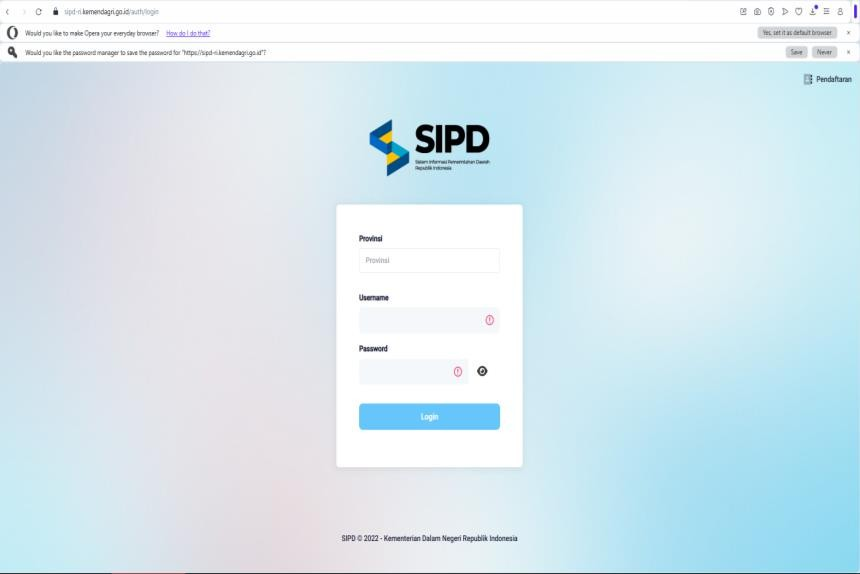 sipd-ri.kemendagri.go.id/auth/login
Would you like to make Opera your everyday browser? How do I do that? Yes, set it as default browser
Would you like the password manager to save the password for "https://sipd-ri.kemendagri.go.id"? Save Never
Pendaftaran
SIPD
Sistem Informasi Pemerintahan Daerah
Republik Indonesia
Provinsi
Provinsi
Username
Password
Login
SIPD © 2022 - Kementerian Dalam Negeri Republik Indonesia